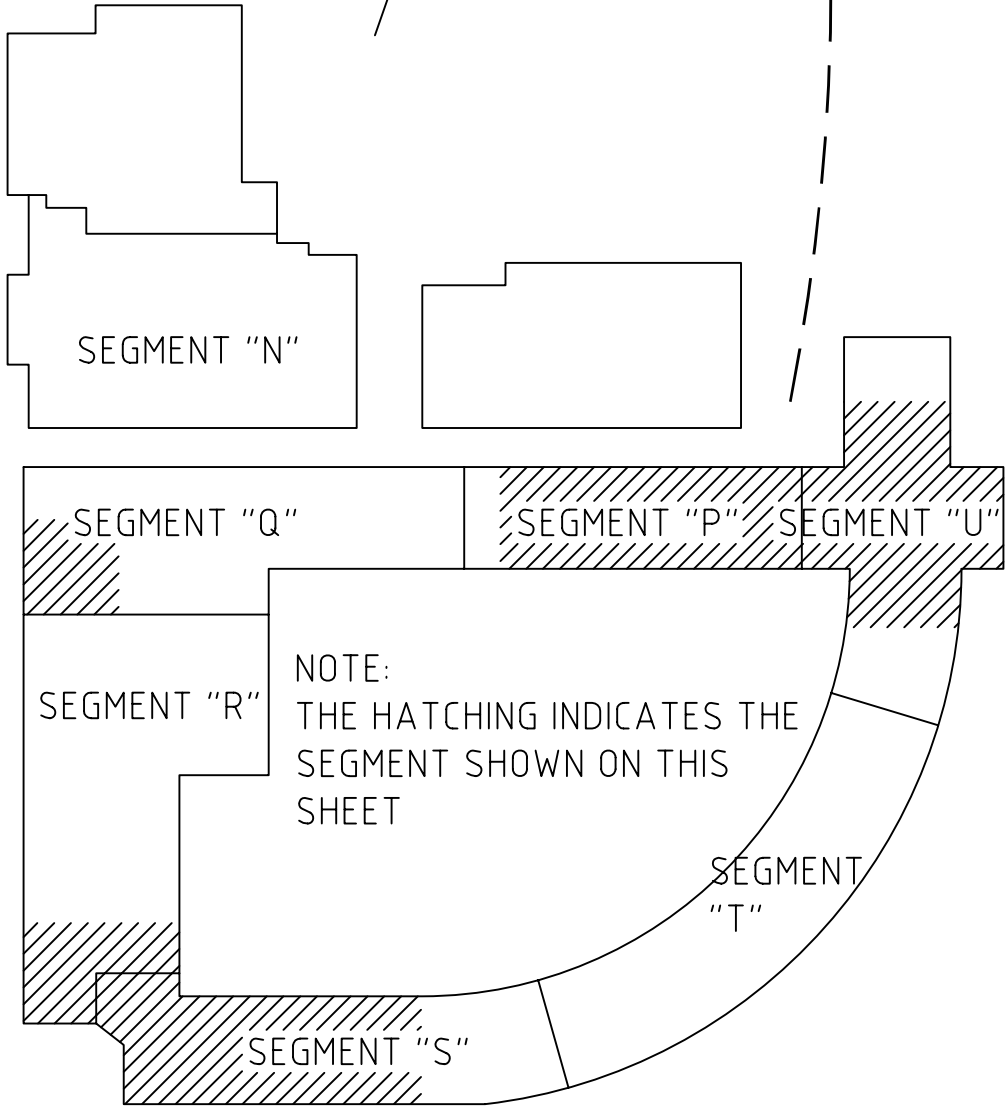 SEGMENT "N"
SEGMENT "Q"
SEGMENT "P"
SEGMENT "U"
SEGMENT "R"
NOTE:
THE HATCHING INDICATES THE
SEGMENT SHOWN ON THIS
SHEET
SEGMENT
"T"
SEGMENT "S"